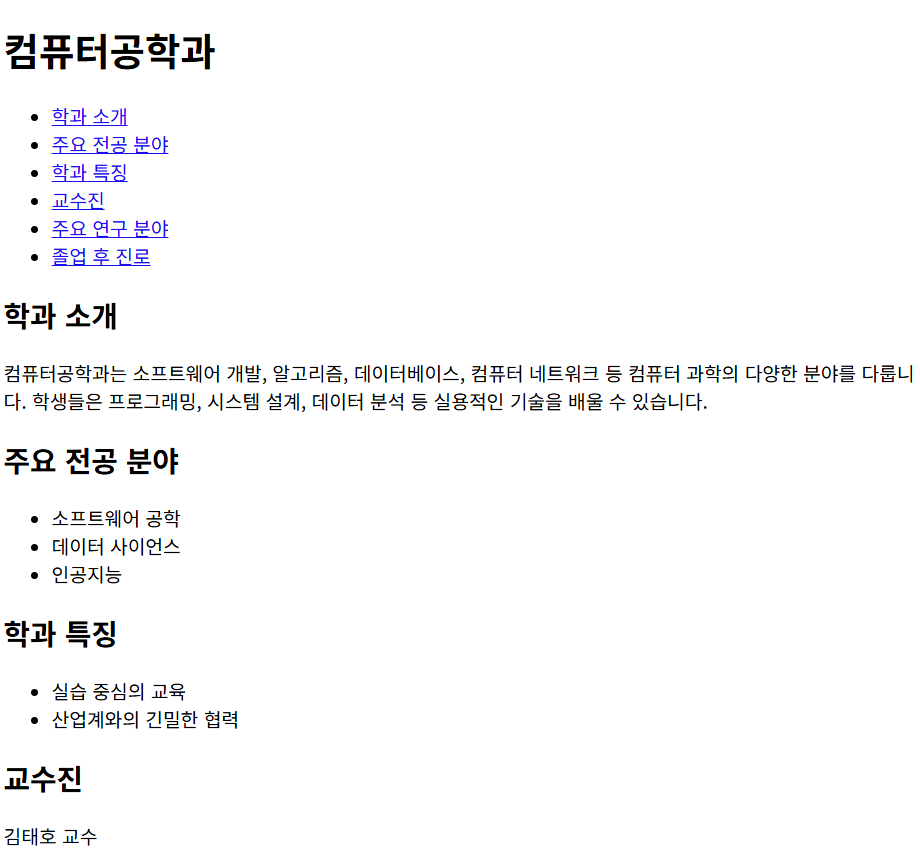 컴퓨터공학과
학과 소개
주요 전공 분야
학과 특징
교수진
주요 연구 분야
졸업 후 진로
학과 소개
컴퓨터공학과는 소프트웨어 개발, 알고리즘, 데이터베이스, 컴퓨터 네트워크 등 컴퓨터 과학의 다양한 분야를 다룹니
다. 학생들은 프로그래밍, 시스템 설계, 데이터 분석 등 실용적인 기술을 배울 수 있습니다.
주요 전공 분야
소프트웨어 공학
데이터 사이언스
인공지능
학과 특징
실습 중심의 교육
산업계와의 긴밀한 협력
교수진
김태호 교수